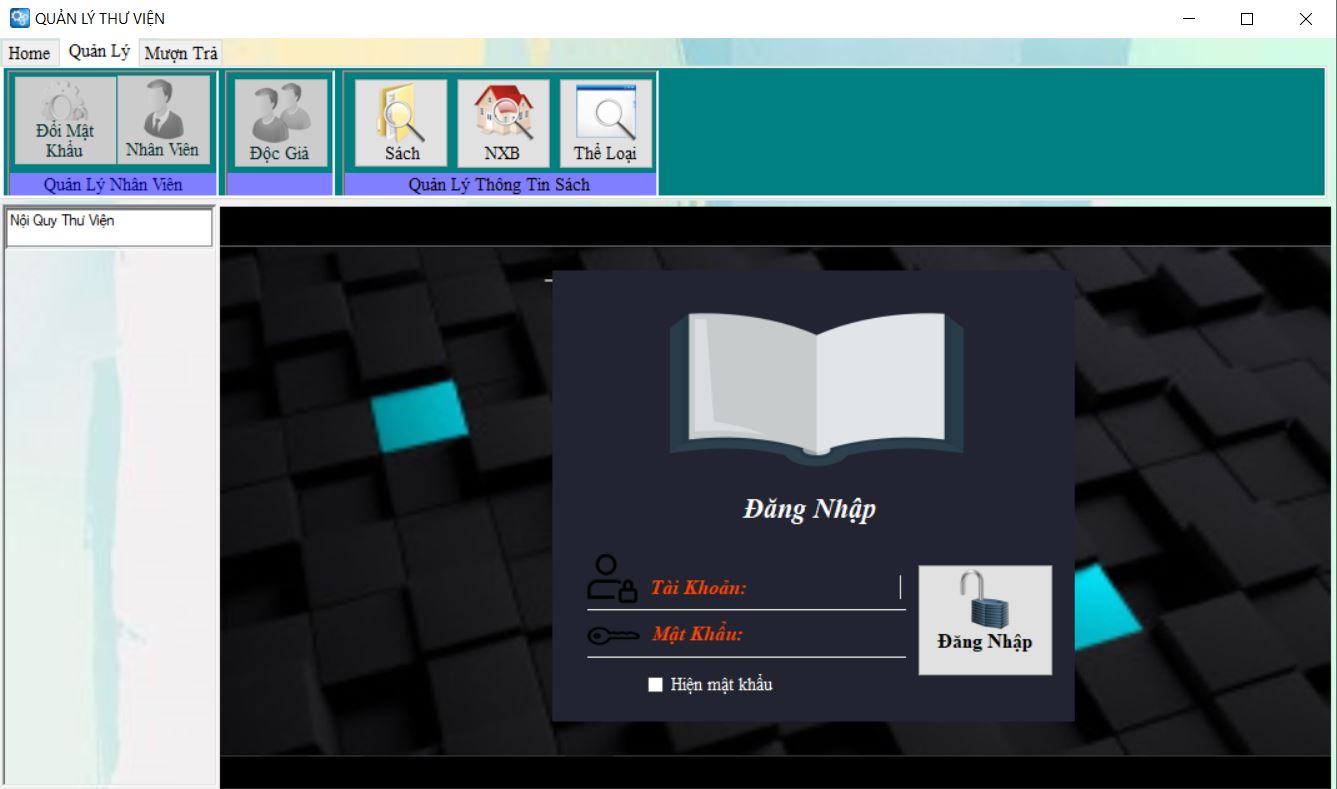 QUẢN LÝ THƯ VIỆN
Home Quản Lý Mượn Trả
Đổi Mật
Khẩu
Nhân Viên
Độc Giả
Sách
NXB
Thể Loại
Quản Lý Nhân Viên
Quản Lý Thông Tin Sách
Nội Quy Thư Viện
Đăng Nhập
Tài Khoản:
Mật Khẩu:
Đăng Nhập
Hiện mật khẩu